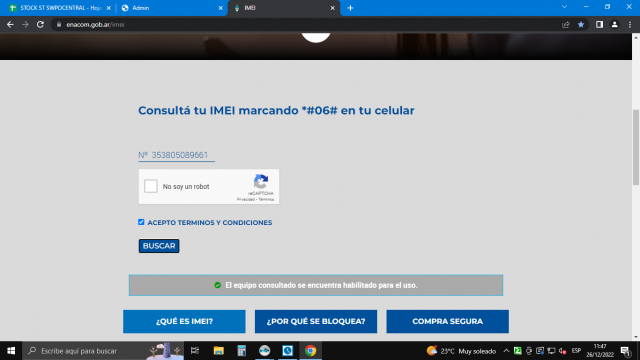 STOCK ST SWPOCENTRAL - Hoja
Admin
IMEI
enacom.gob.ar/imei
Consultá tu IMEI marcando *#06# en tu celular
Nº 353805089661
No soy un robot
reCAPTCHA
Privacidad - Términos
ACEPTO TERMINOS Y CONDICIONES
BUSCAR
El equipo consultado se encuentra habilitado para el uso.
¿QUÉ ES IMEI?
¿POR QUÉ SE BLOQUEA?
COMPRA SEGURA
Escribe aquí para buscar
23°C Muy soleado
ESP
11:47
26/12/2022